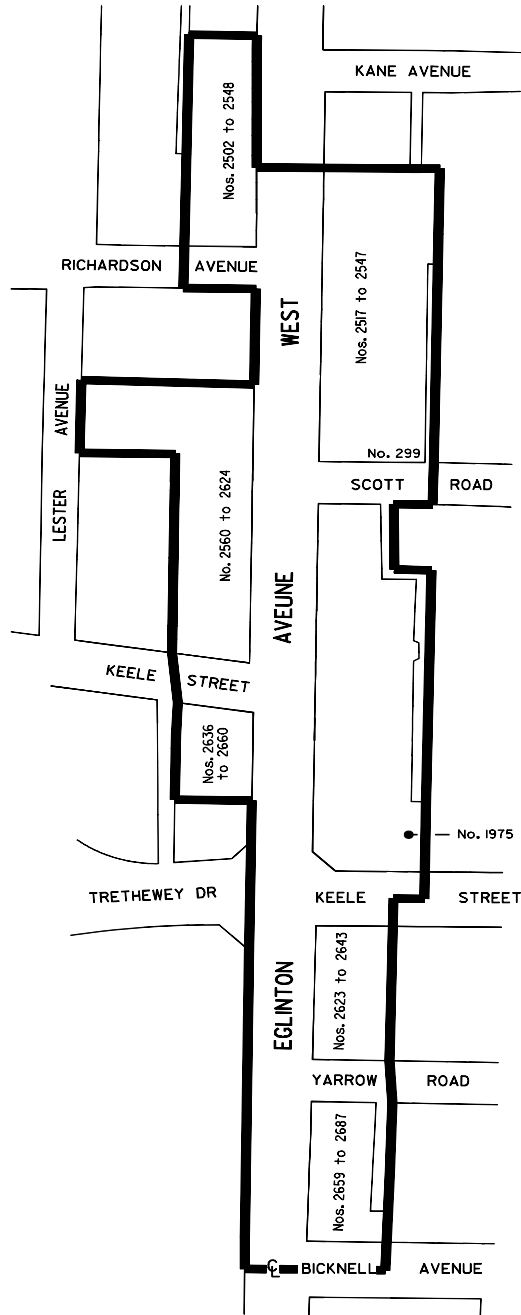 KANE AVENUE
Nos. 2502 to 2548
RICHARDSON AVENUE
WEST
Nos. 2517 to 2547
LESTER AVENUE
No. 299
SCOTT ROAD
No. 2560 to 2624
AVEUNE
KEELE STREET
Nos. 2636
to 2660
No. 1975
TRETHEWEY DR
KEELE STREET
EGLINTON
Nos. 2623 to 2643
YARROW ROAD
Nos. 2659 to 2687
CL BICKNELL AVENUE